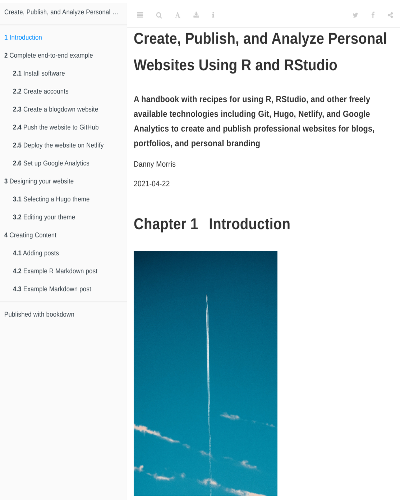 Create, Publish, and Analyze Personal ...
1 Introduction
2 Complete end-to-end example
2.1 Install software
2.2 Create accounts
2.3 Create a blogdown website
2.4 Push the website to GitHub
2.5 Deploy the website on Netlify
2.6 Set up Google Analytics
3 Designing your website
3.1 Selecting a Hugo theme
3.2 Editing your theme
4 Creating Content
4.1 Adding posts
4.2 Example R Markdown post
4.3 Example Markdown post
Published with bookdown
Create, Publish, and Analyze Personal
Websites Using R and RStudio
A handbook with recipes for using R, RStudio, and other freely
available technologies including Git, Hugo, Netlify, and Google
Analytics to create and publish professional websites for blogs,
portfolios, and personal branding
Danny Morris
2021-04-22
Chapter 1 Introduction